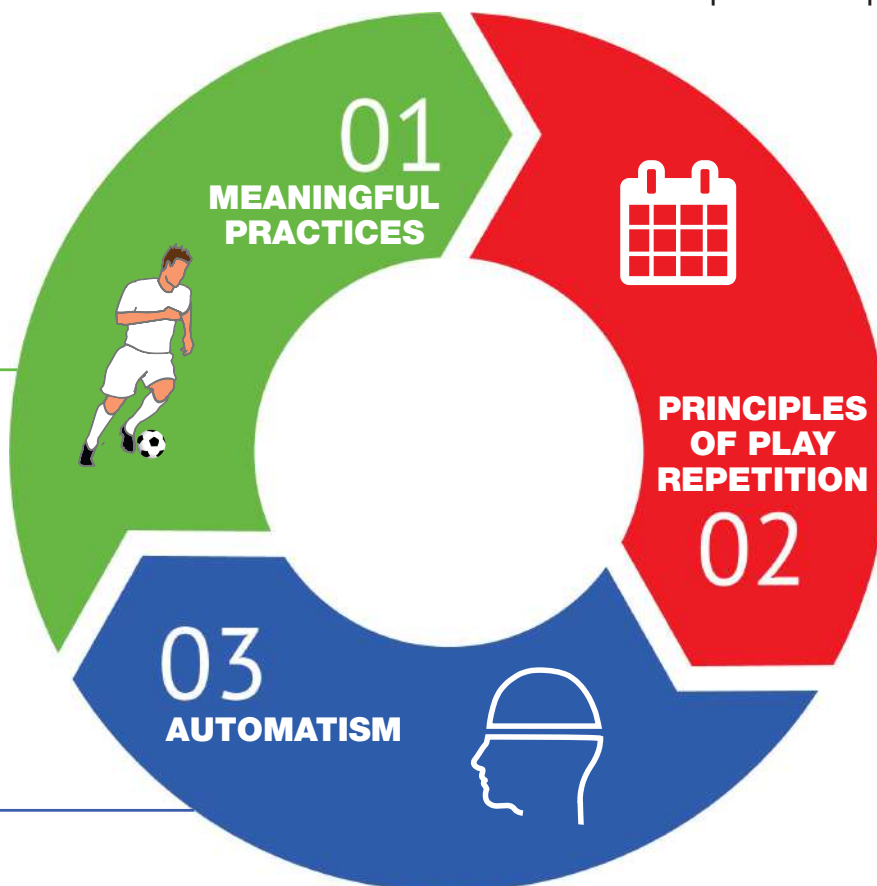 01
MEANINGFUL
PRACTICES
PRINCIPLES
OF PLAY
REPETITION
02
03
AUTOMATISM